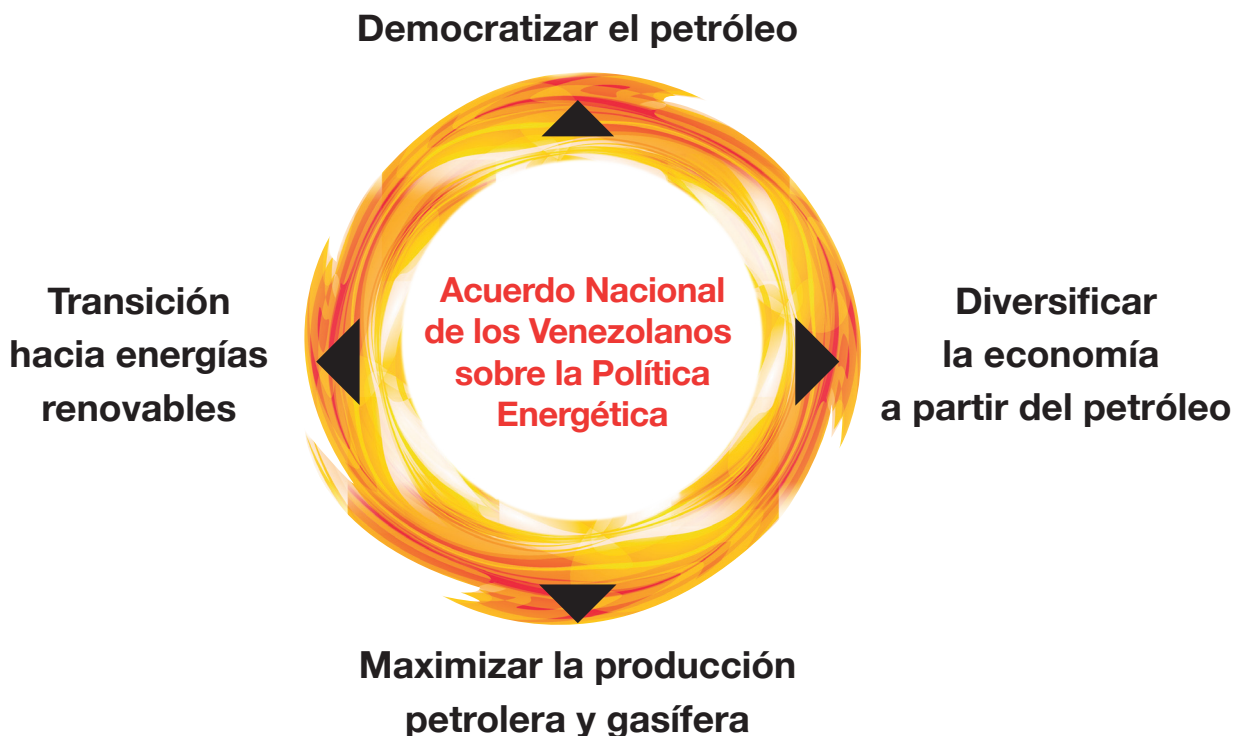 Democratizar el petróleo
Transición
hacia energías
renovables
Acuerdo Nacional
de los Venezolanos
sobre la Política
Energética
Diversificar
la economía
a partir del petróleo
Maximizar la producción
petrolera y gasífera